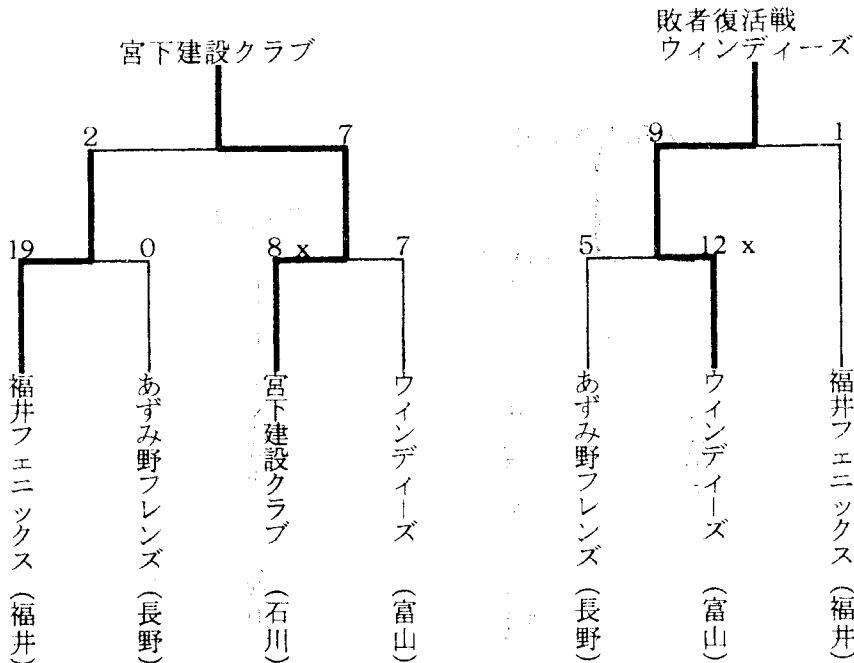 宮下建設クラブ
2 7
19 0 8 x 7
福井フェニックス (福井)
あずみ野フレンズ (長野)
宮下建設クラブ (石川)
ウィンディーズ (富山)
敗者復活戦
ウィンディーズ
9 1
5 12 x
あずみ野フレンズ (長野)
ウィンディーズ (富山)
福井フェニックス (福井)